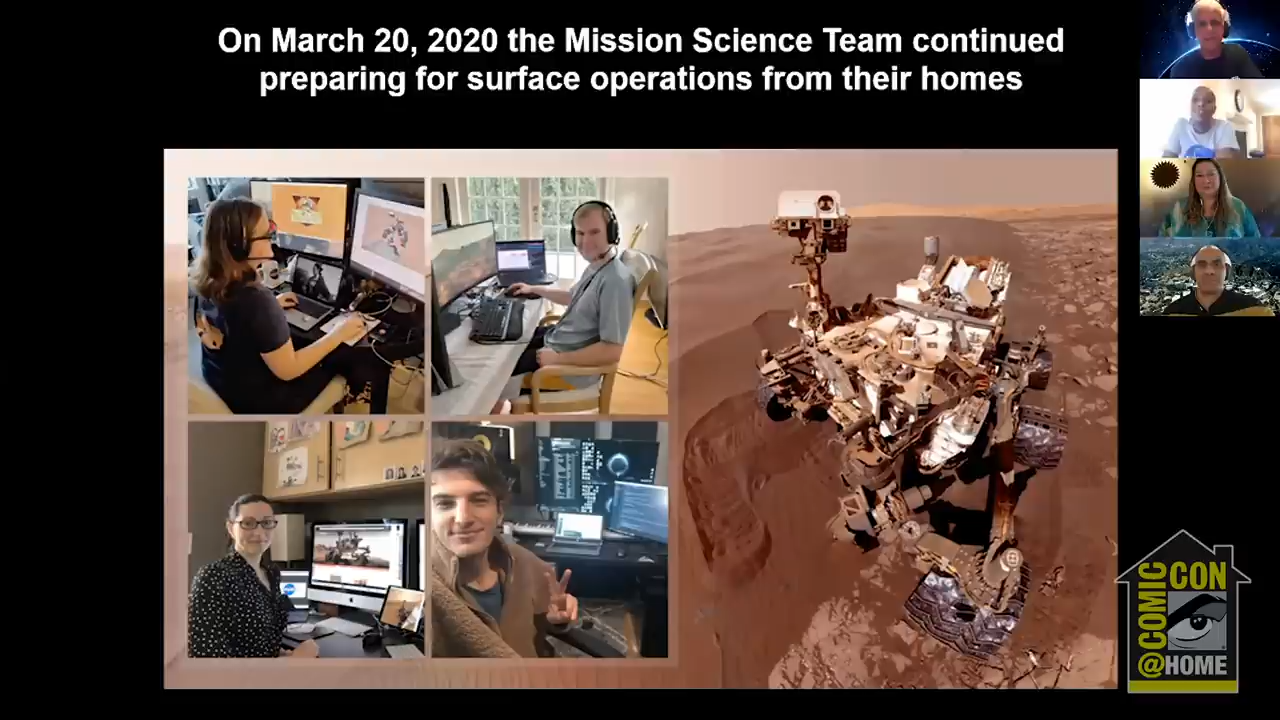 On March 20, 2020 the Mission Science Team continued
preparing for surface operations from their homes
@COMIC
CON
@HOME